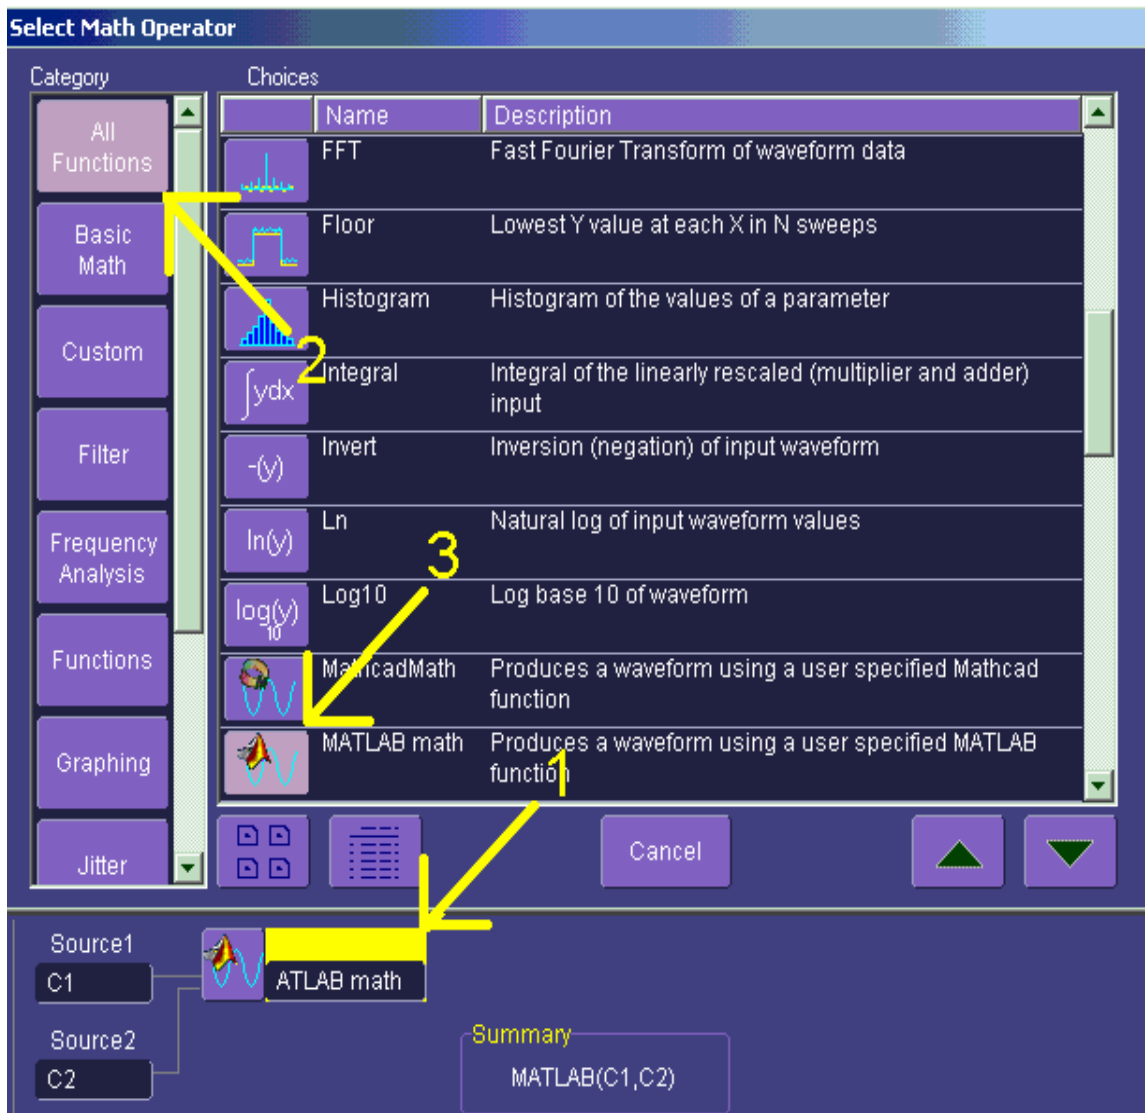 Select Math Operator
Category
Choices
All
Functions
Basic
Math
Custom
Filter
Frequency
Analysis
Functions
Graphing
Jitter
Name Description
FFT Fast Fourier Transform of waveform data
Floor Lowest Y value at each X in N sweeps
Histogram Histogram of the values of a parameter
2
∫ydx Integral Integral of the linearly rescaled (multiplier and adder)
input
-(y) Invert Inversion (negation) of input waveform
ln(y) Ln Natural log of input waveform values
3
log(y)
10
Log10 Log base 10 of waveform
MathcadMath Produces a waveform using a user specified Mathcad
function
MATLAB math Produces a waveform using a user specified MATLAB
function
1
Cancel
Source1
C1
ATLAB math
Source2
C2
Summary
MATLAB(C1,C2)